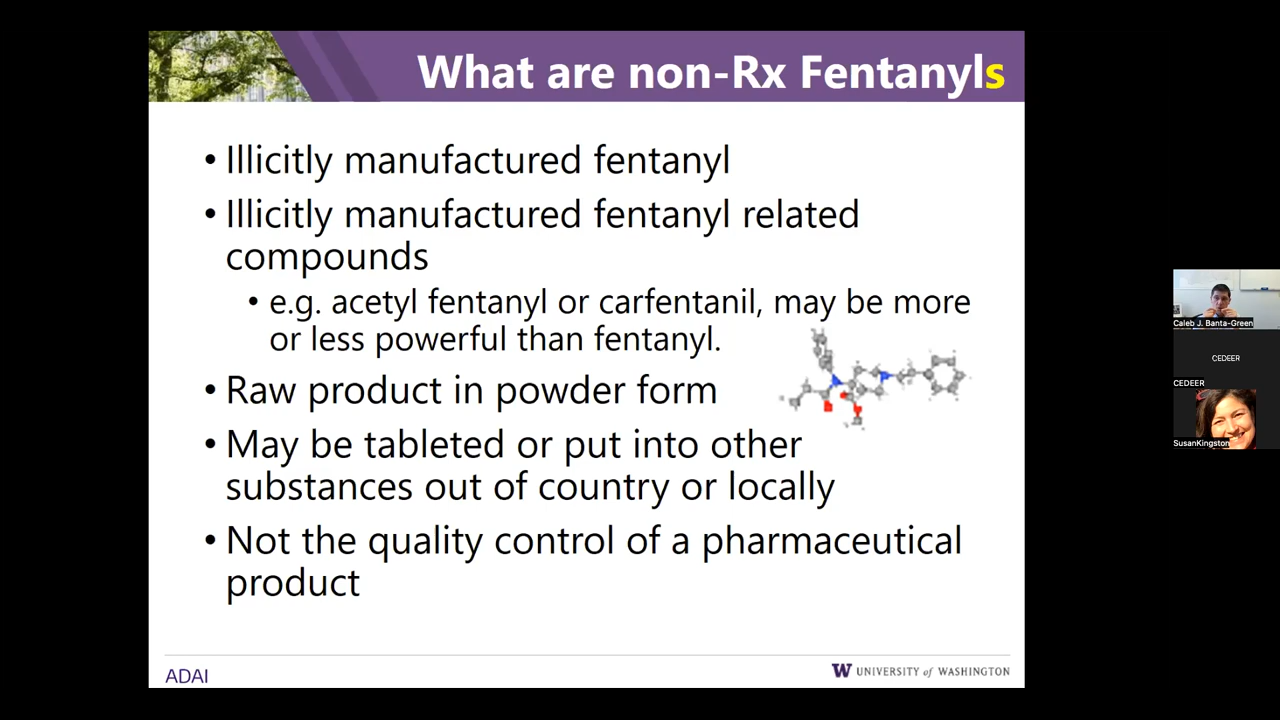 What are non-Rx Fentanyls
• Illicitly manufactured fentanyl
• Illicitly manufactured fentanyl related
compounds
• e.g. acetyl fentanyl or carfentanil, may be more
or less powerful than fentanyl.
• Raw product in powder form
• May be tableted or put into other
substances out of country or locally
• Not the quality control of a pharmaceutical
product
ADAI
W UNIVERSITY of WASHINGTON
Caleb J. Banta-Green
CEDEER
CEDEER
SusanKingston